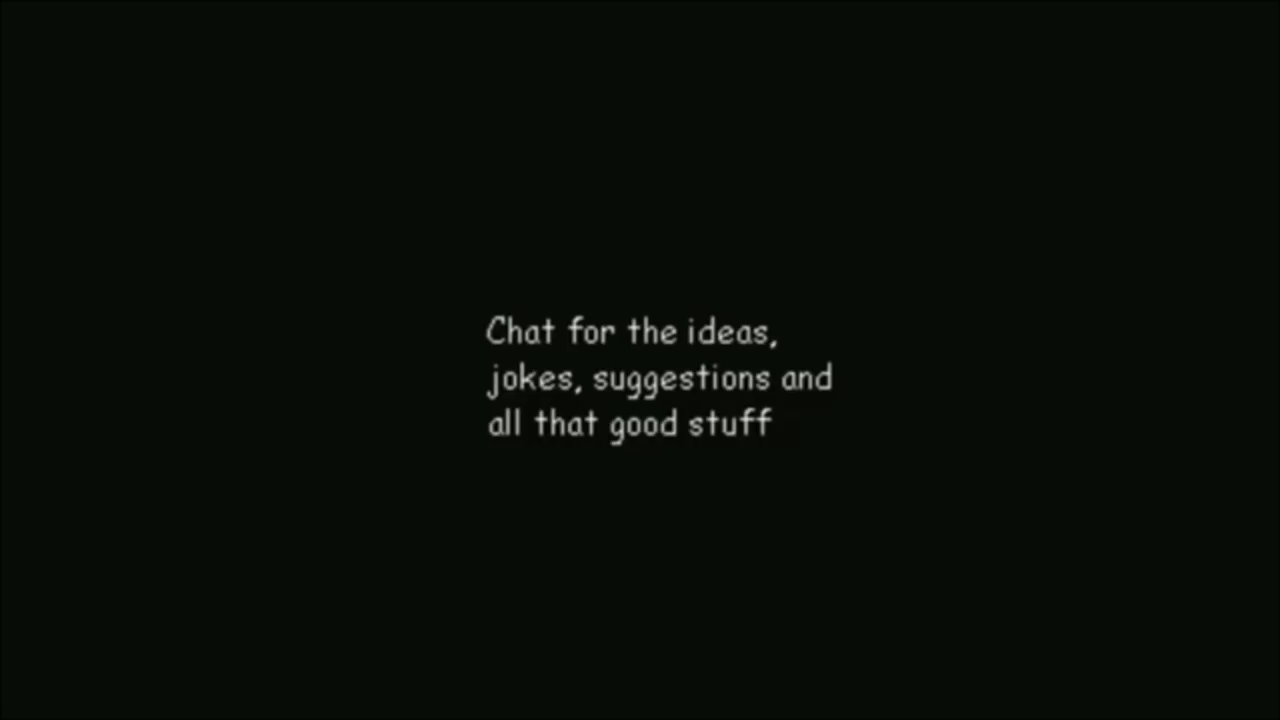 Chat for the ideas,
jokes, suggestions and
all that good stuff